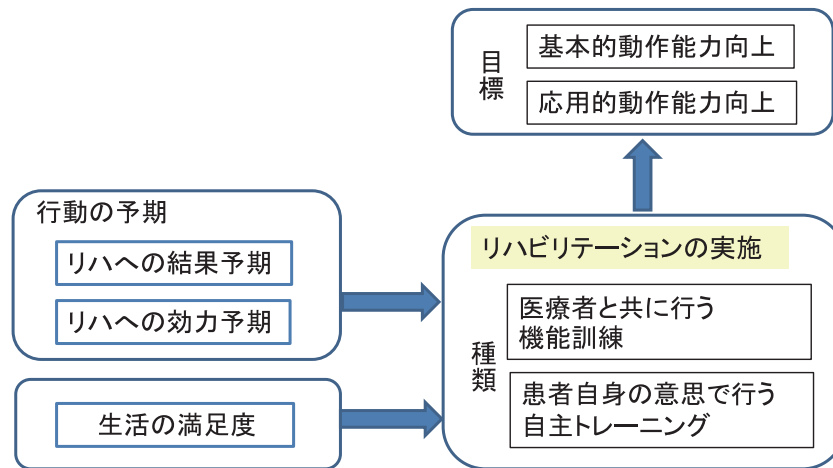 目標
基本的動作能力向上
応用的動作能力向上
行動の予期
リハへの結果予期
リハへの効力予期
生活の満足度
リハビリテーションの実施
種類
医療者と共に行う
機能訓練
患者自身の意思で行う
自主トレーニング